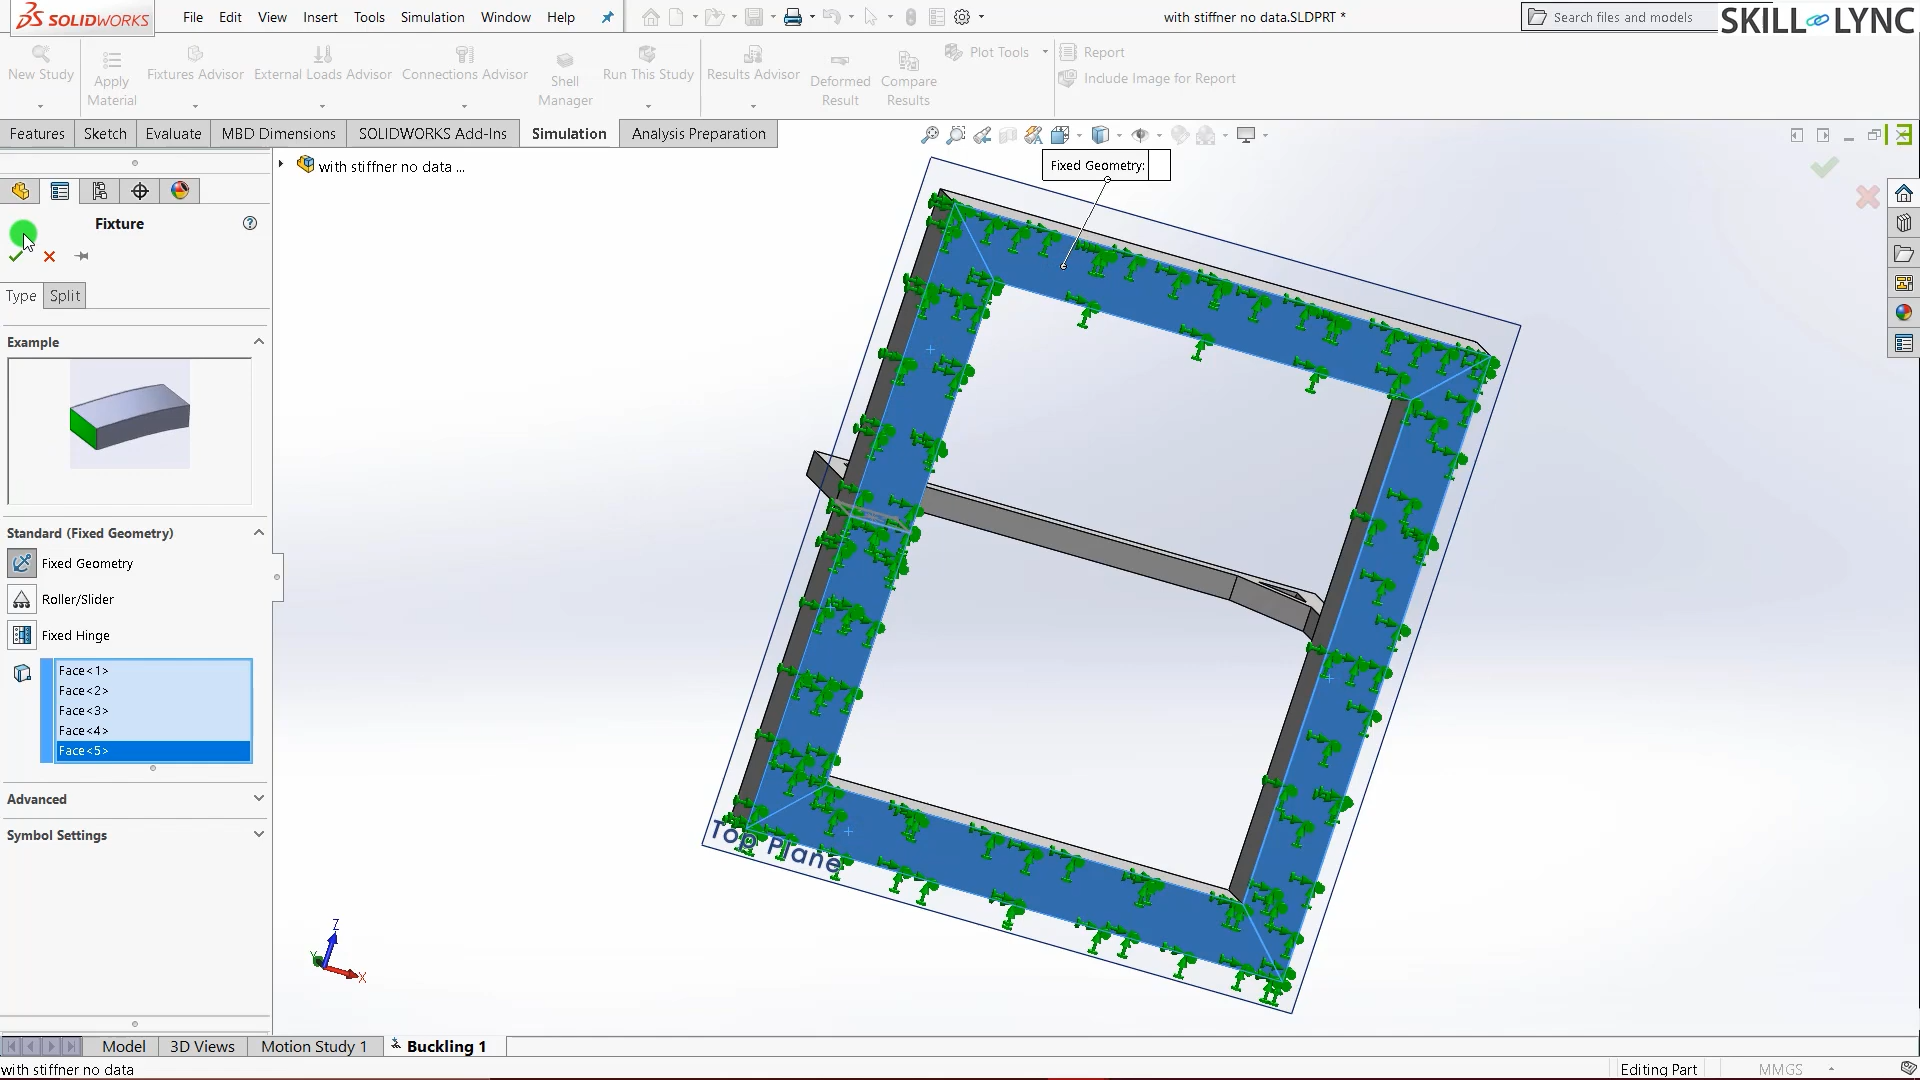 SOLIDWORKS
File Edit View Insert Tools Simulation Window Help
with stiffner no data.SLDPRT *
Search files and models
SKILL LYNC
New Study
Apply Material
Fixtures Advisor
External Loads Advisor
Connections Advisor
Shell Manager
Run This Study
Results Advisor
Deformed Result
Compare Results
Plot Tools
Report
Include Image for Report
Features Sketch Evaluate MBD Dimensions SOLIDWORKS Add-Ins Simulation Analysis Preparation
with stiffner no data ...
Fixed Geometry:
Fixture
Type Split
Example
Standard (Fixed Geometry)
Fixed Geometry
Roller/Slider
Fixed Hinge
Face<1>
Face<2>
Face<3>
Face<4>
Face<5>
Advanced
Symbol Settings
Top Plane
Z
Y
X
Model 3D Views Motion Study 1 Buckling 1
with stiffner no data
Editing Part
MMGS